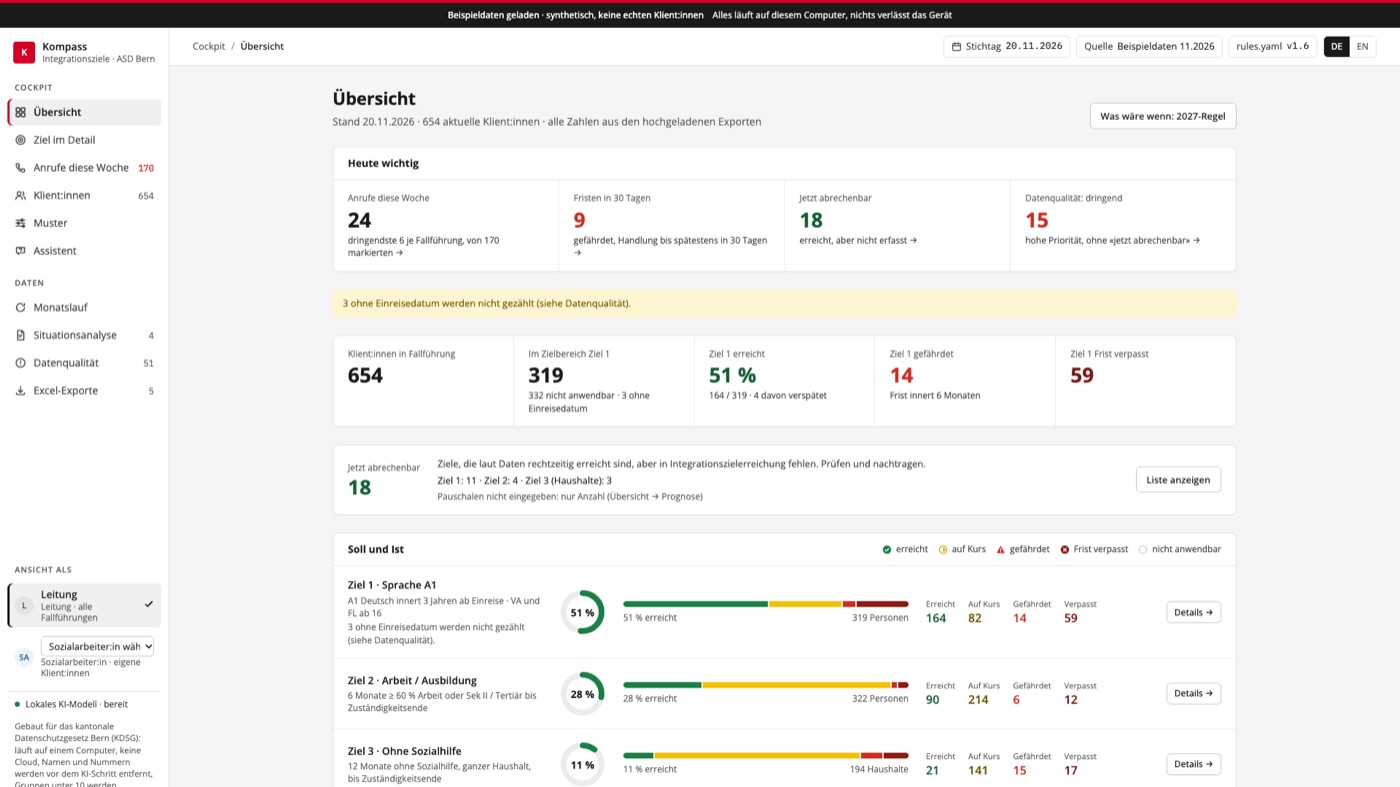 Beispieldaten geladen · synthetisch, keine echten Klient:innen Alles läuft auf diesem Computer, nichts verlässt das Gerät
K
Kompass
Integrationsziele · ASD Bern
Cockpit / Übersicht
Stichtag 20.11.2026
Quelle Beispieldaten 11.2026
rules.yaml v1.6
DE EN
COCKPIT
Übersicht
Ziel im Detail
Anrufe diese Woche 170
Klient:innen 654
Muster
Assistent
DATEN
Monatslauf
Situationsanalyse 4
Datenqualität 51
Excel-Exporte 5
ANSICHT ALS
L
Leitung
Leitung · alle
Fallführungen
SA
Sozialarbeiter:in wäh
Sozialarbeiter:in · eigene
Klient:innen
Lokales KI-Modell · bereit
Gebaut für das kantonale
Datenschutzgesetz Bern (KDSG):
läuft auf einem Computer, keine
Cloud, Namen und Nummern
werden vor dem KI-Schritt entfernt,
Gruppen unter 10 werden
Übersicht
Stand 20.11.2026 · 654 aktuelle Klient:innen · alle Zahlen aus den hochgeladenen Exporten
Was wäre wenn: 2027-Regel
Heute wichtig
Anrufe diese Woche
24
dringendste 6 je Fallführung, von 170
markierten →
Fristen in 30 Tagen
9
gefährdet, Handlung bis spätestens in 30 Tagen
→
Jetzt abrechenbar
18
erreicht, aber nicht erfasst →
Datenqualität: dringend
15
hohe Priorität, ohne «jetzt abrechenbar» →
3 ohne Einreisedatum werden nicht gezählt (siehe Datenqualität).
Klient:innen in Fallführung
654
Im Zielbereich Ziel 1
319
332 nicht anwendbar · 3 ohne
Einreisedatum
Ziel 1 erreicht
51 %
164 / 319 · 4 davon verspätet
Ziel 1 gefährdet
14
Frist innert 6 Monaten
Ziel 1 Frist verpasst
59
Jetzt abrechenbar
18
Ziele, die laut Daten rechtzeitig erreicht sind, aber in Integrationszielerreichung fehlen. Prüfen und nachtragen.
Ziel 1: 11 · Ziel 2: 4 · Ziel 3 (Haushalte): 3
Pauschalen nicht eingegeben: nur Anzahl (Übersicht → Prognose)
Liste anzeigen
Soll und Ist
erreicht auf Kurs gefährdet Frist verpasst nicht anwendbar
Ziel 1 · Sprache A1
A1 Deutsch innert 3 Jahren ab Einreise · VA und
FL ab 16
3 ohne Einreisedatum werden nicht gezählt
(siehe Datenqualität).
51 %
51 % erreicht 319 Personen
Erreicht Auf Kurs Gefährdet Verpasst
164 82 14 59
Details →
Ziel 2 · Arbeit / Ausbildung
6 Monate ≥ 60 % Arbeit oder Sek II / Tertiär bis
Zuständigkeitsende
28 %
28 % erreicht 322 Personen
Erreicht Auf Kurs Gefährdet Verpasst
90 214 6 12
Details →
Ziel 3 · Ohne Sozialhilfe
12 Monate ohne Sozialhilfe, ganzer Haushalt,
bis Zuständigkeitsende
11 %
11 % erreicht 194 Haushalte
Erreicht Auf Kurs Gefährdet Verpasst
21 141 15 17
Details →